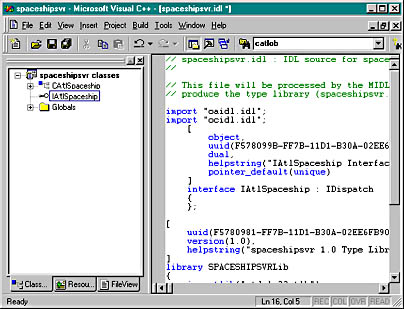 spaceshipsvr - Microsoft Visual C++ - [spaceshipsvr.idl *]
File Edit View Insert Project Build Tools Window Help
catlob
spaceshipsvr classes
CAtlSpaceship
IAtlSpaceship
Globals
Class...
Resou...
FileView
// spaceshipsvr.idl : IDL source for space
//
// This file will be processed by the MIDL
// produce the type library (spaceshipsvr.
import "oaidl.idl";
import "ocidl.idl";
[
object,
uuid(F578099B-FF7B-11D1-B30A-02EE6
dual,
helpstring("IAtlSpaceship Interfac
pointer_default(unique)
]
interface IAtlSpaceship : IDispatch
{
};
[
uuid(F5780981-FF7B-11D1-B30A-02EE6FB90
version(1.0),
helpstring("spaceshipsvr 1.0 Type Libr
]
library SPACESHIPSVRLib
{
Ready
Ln 16, Col 5
REC COL OVR READ